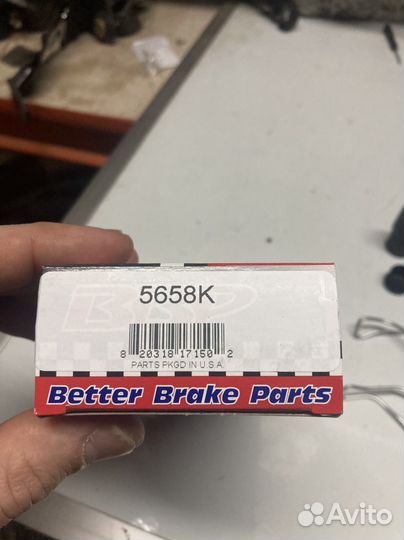 5658K
8 20318 17150 2
PARTS PKGD IN U.S.A.
Better Brake Parts
Avito